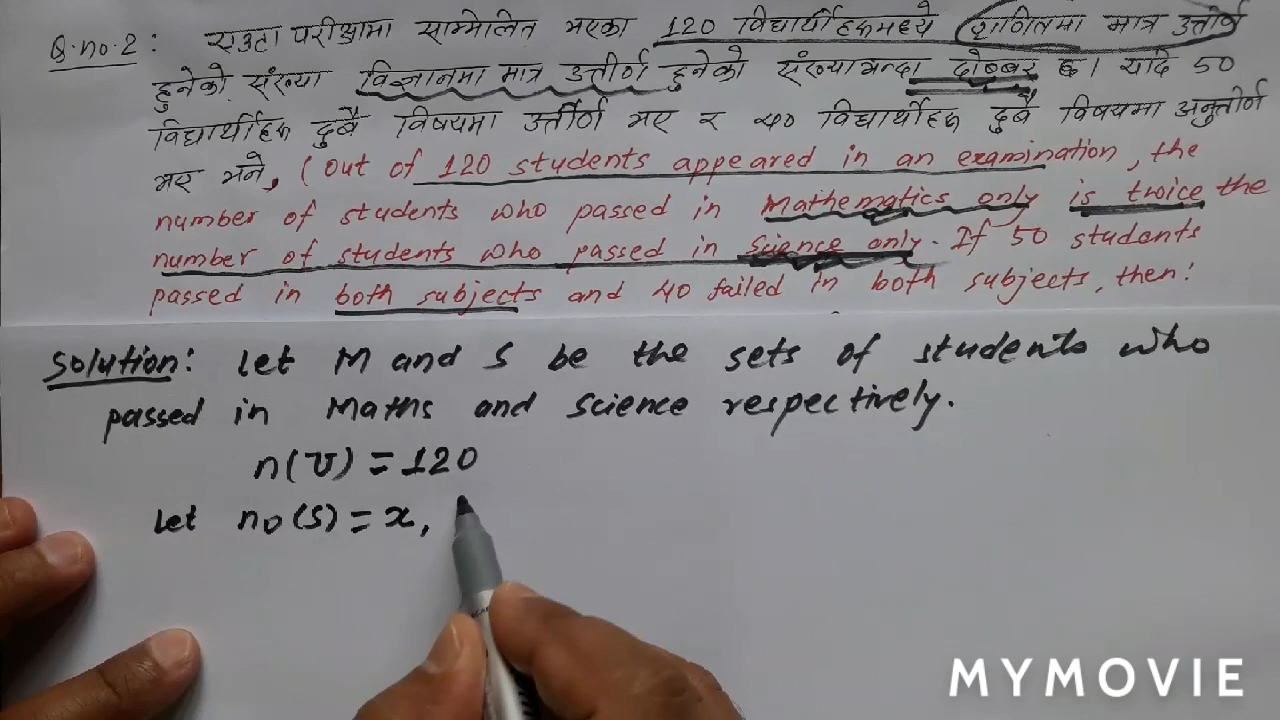 Q.no.2: एउटा परीक्षामा सम्मिलित भएका 120 विद्यार्थीहरूमध्ये गणितमा मात्र उत्तीर्ण
हुनेको संख्या विज्ञानमा मात्र उत्तीर्ण हुनेको संख्याभन्दा दोब्बर छ। यदि 50
विद्यार्थीहरू दुबै विषयमा उत्तीर्ण भए र ४० विद्यार्थीहरू दुबै विषयमा अनुत्तीर्ण
भए भने, (out of 120 students appeared in an examination, the
number of students who passed in Mathematics only is twice the
number of students who passed in Science only. If 50 students
passed in both subjects and 40 failed in both subjects, then:
Solution: Let M and S be the sets of students who
passed in Maths and science respectively.
n(U) = 120
Let no(S) = x,
MYMOVIE